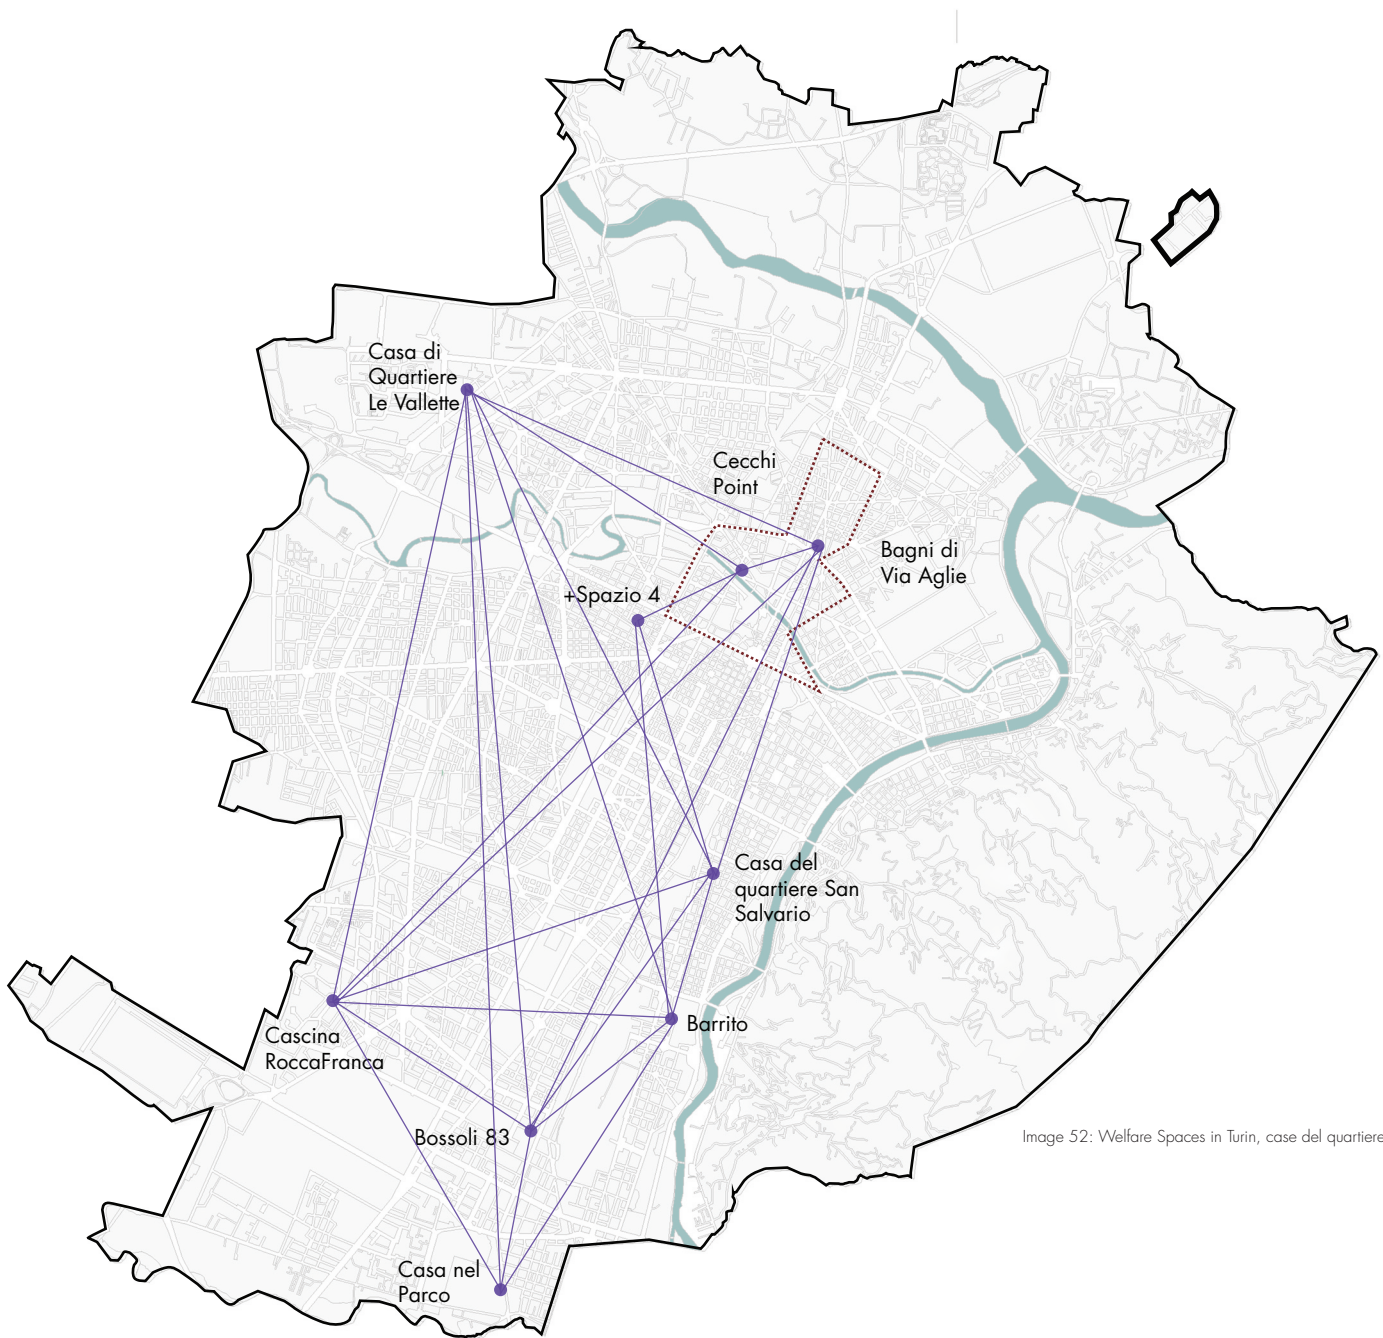 Casa di
Quartiere
Le Vallette
Cecchi
Point
Bagni di
Via Aglie
+Spazio 4
Casa del
quartiere San
Salvario
Cascina
RoccaFranca
Barrito
Bossoli 83
Image 52: Welfare Spaces in Turin, case del quartiere
Casa nel
Parco